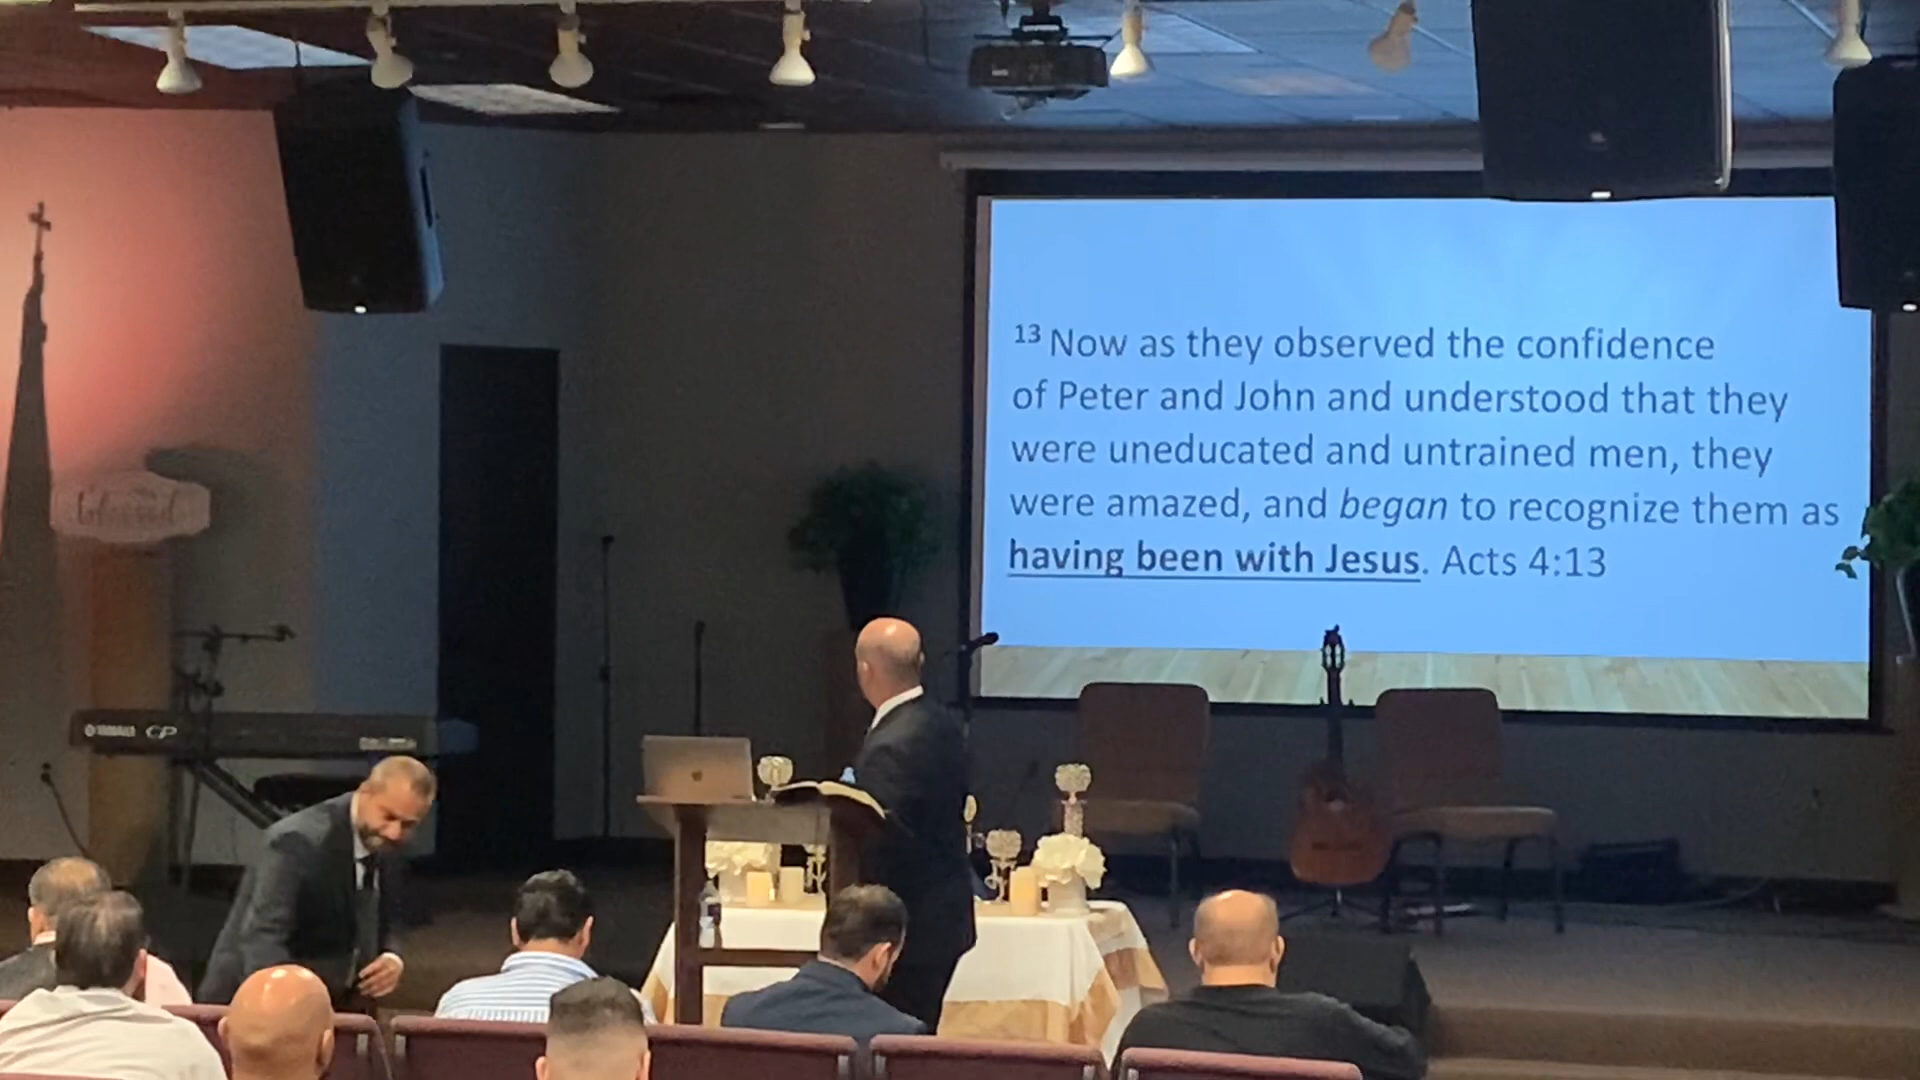 13 Now as they observed the confidence
of Peter and John and understood that they
were uneducated and untrained men, they
were amazed, and began to recognize them as
having been with Jesus. Acts 4:13
blessed
YAMAHA CP